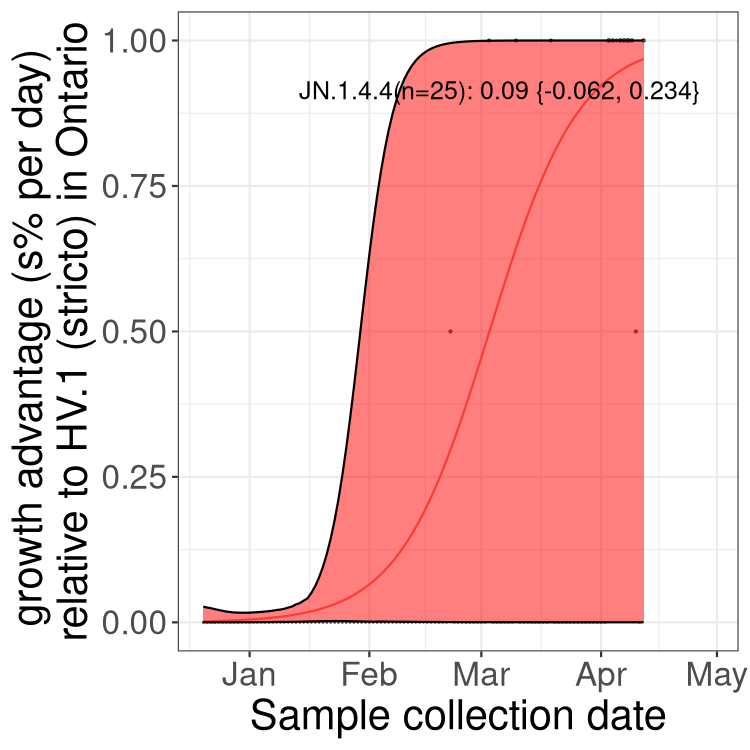 growth advantage (s% per day)
relative to HV.1 (stricto) in Ontario
1.00
0.75
0.50
0.25
0.00
JN.1.4.4(n=25): 0.09 {-0.062, 0.234}
Jan Feb Mar Apr May
Sample collection date